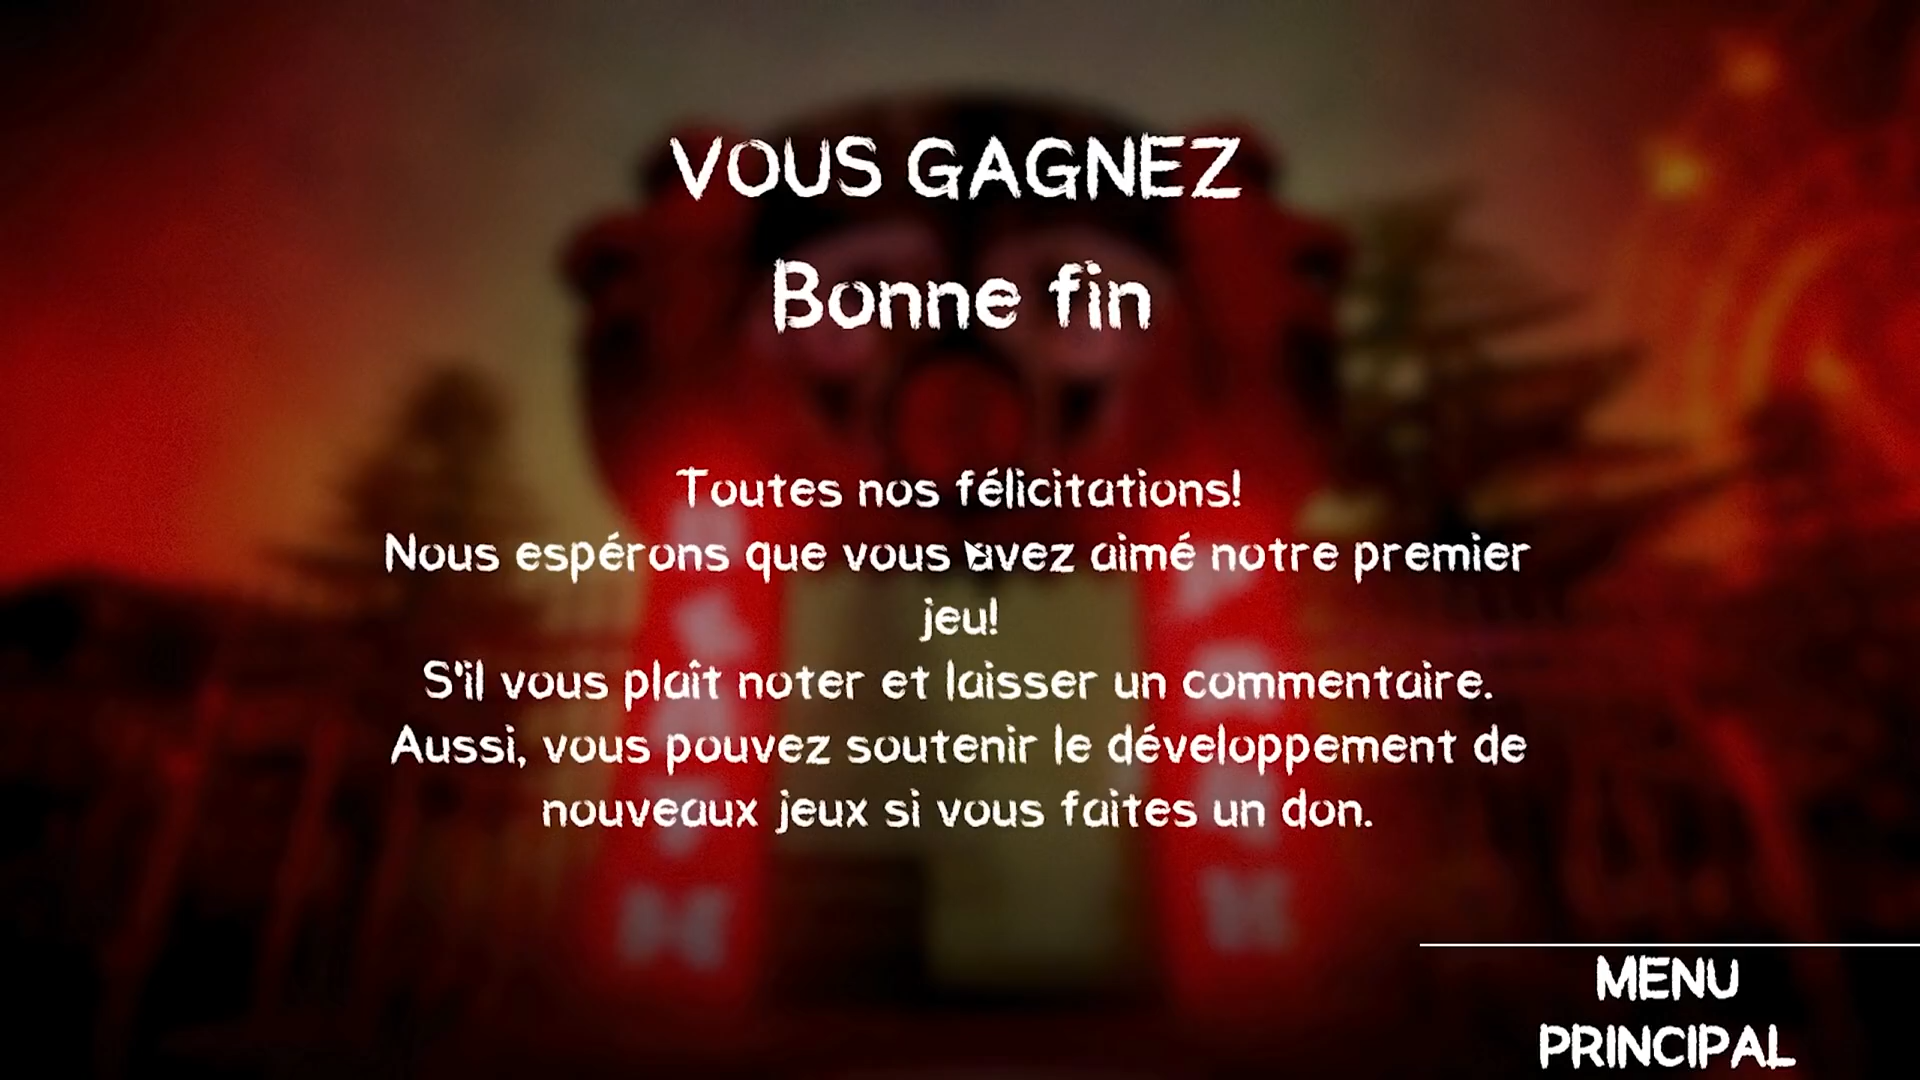 VOUS GAGNEZ
Bonne fin
Toutes nos félicitations!
Nous espérons que vous avez aimé notre premier
jeu!
S'il vous plaît noter et laisser un commentaire.
Aussi, vous pouvez soutenir le développement de
nouveaux jeux si vous faites un don.
MENU
PRINCIPAL